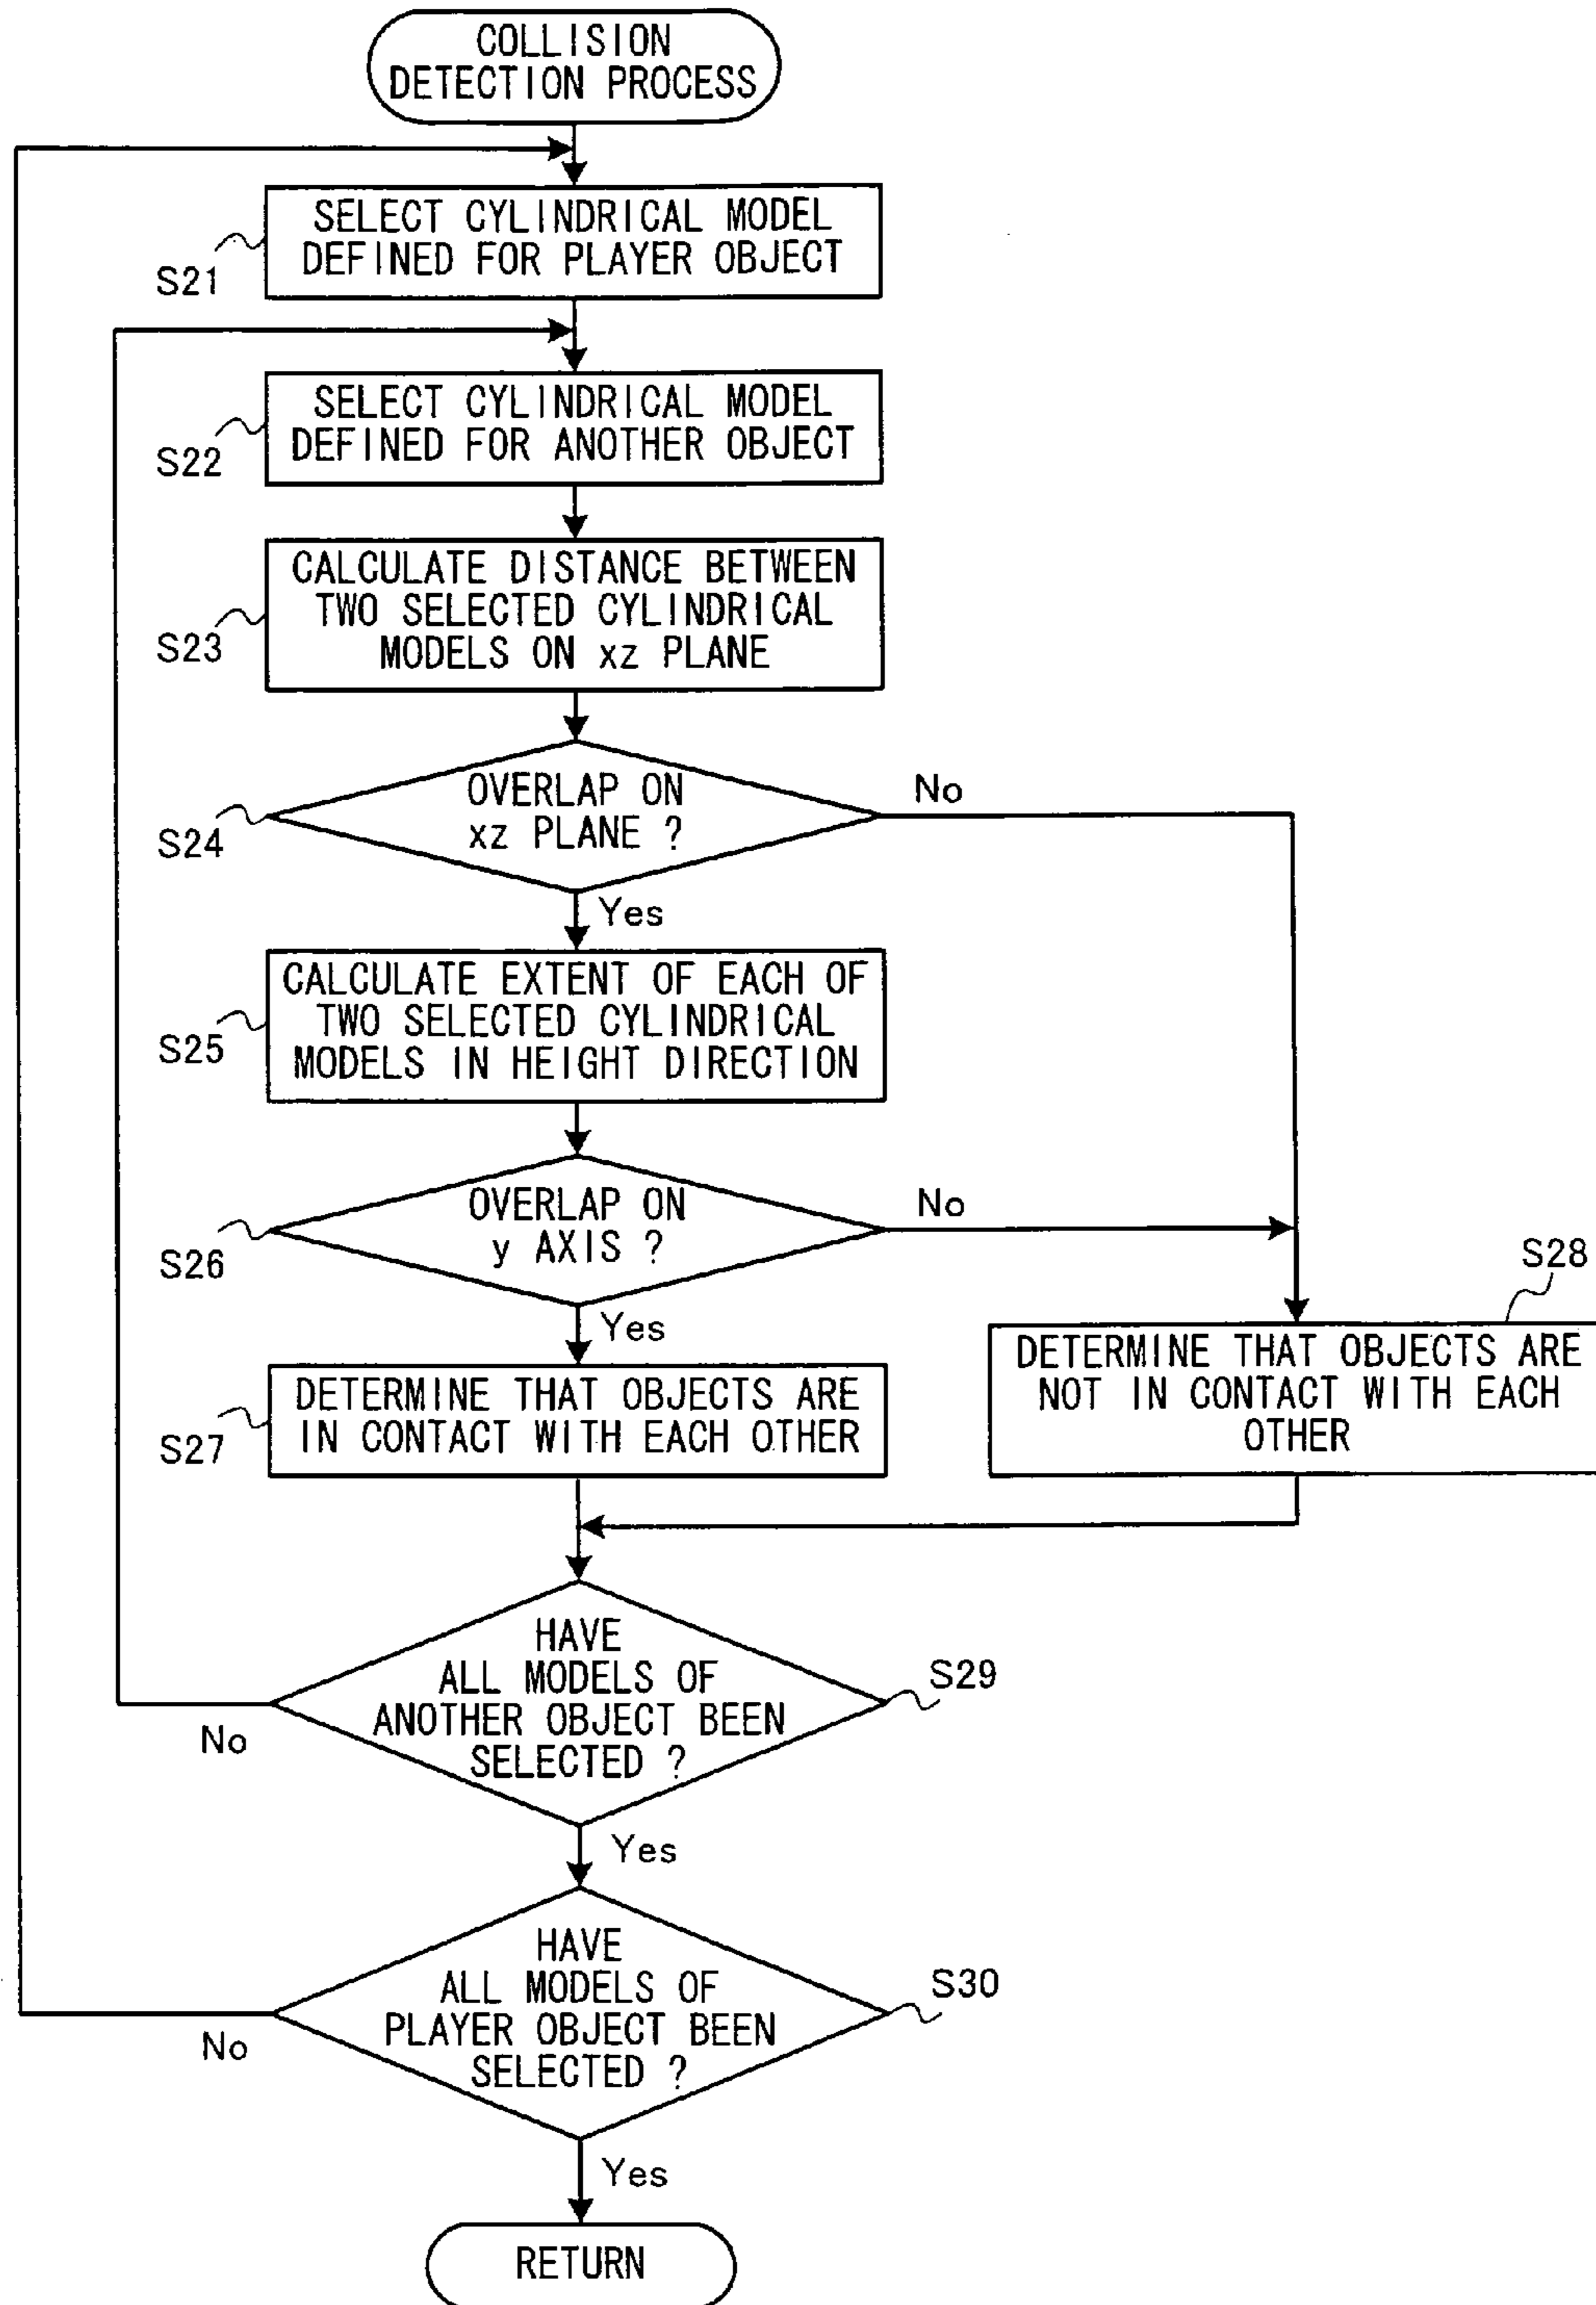 COLLISION
DETECTION PROCESS
SELECT CYLINDRICAL MODEL
DEFINED FOR PLAYER OBJECT
S21
SELECT CYLINDRICAL MODEL
DEFINED FOR ANOTHER OBJECT
S22
CALCULATE DISTANCE BETWEEN
TWO SELECTED CYLINDRICAL
MODELS ON xz PLANE
S23
OVERLAP ON
xz PLANE ?
S24
No
Yes
CALCULATE EXTENT OF EACH OF
TWO SELECTED CYLINDRICAL
MODELS IN HEIGHT DIRECTION
S25
OVERLAP ON
y AXIS ?
S26
No
Yes
S28
DETERMINE THAT OBJECTS ARE
NOT IN CONTACT WITH EACH
OTHER
DETERMINE THAT OBJECTS ARE
IN CONTACT WITH EACH OTHER
S27
HAVE
ALL MODELS OF
ANOTHER OBJECT BEEN
SELECTED ?
S29
No
Yes
HAVE
ALL MODELS OF
PLAYER OBJECT BEEN
SELECTED ?
S30
No
Yes
RETURN